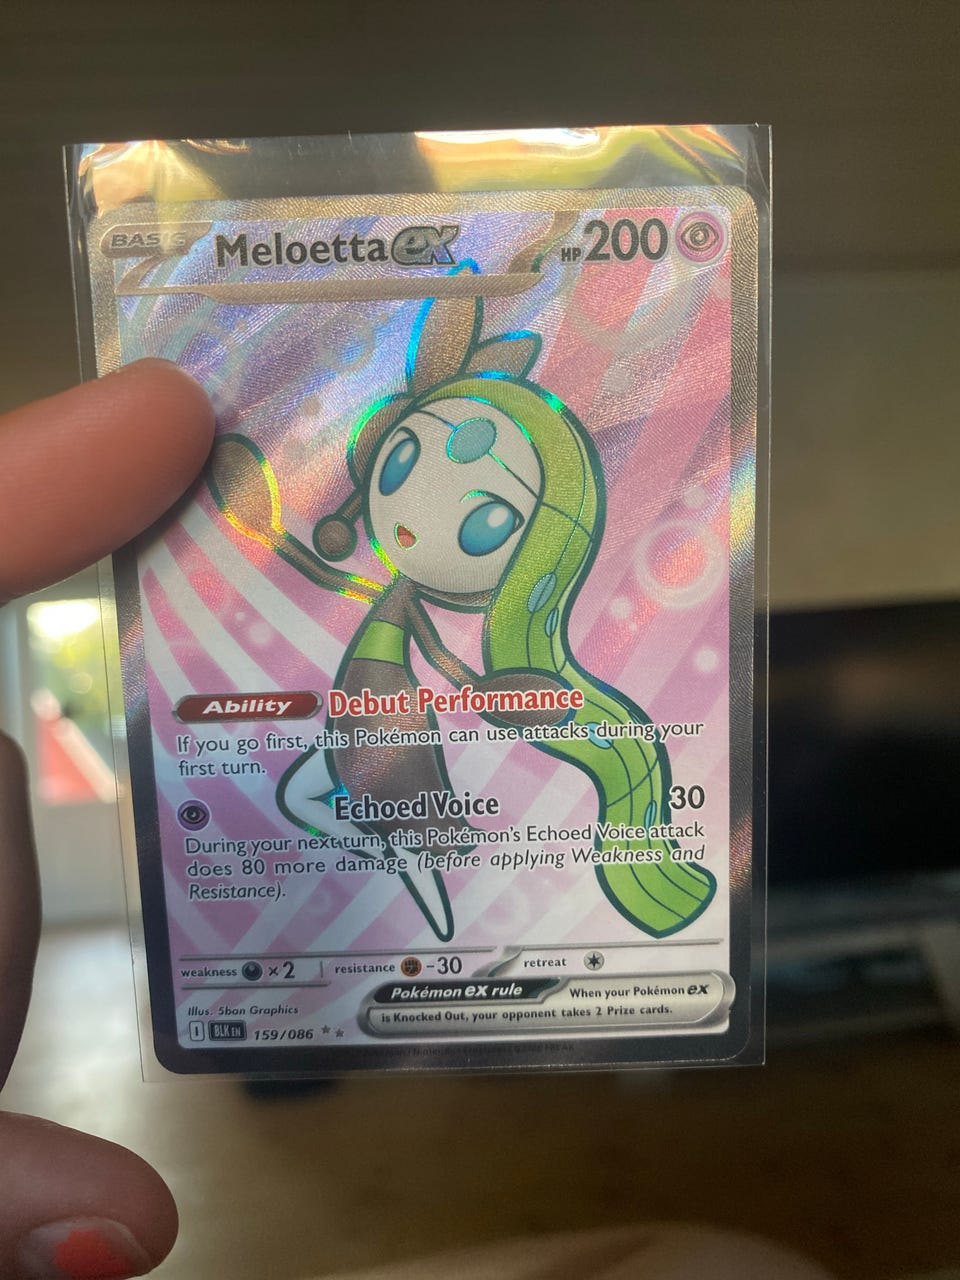 BASIC Meloetta ex HP 200
Ability Debut Performance
If you go first, this Pokémon can use attacks during your
first turn.
Echoed Voice 30
During your next turn, this Pokémon's Echoed Voice attack
does 80 more damage (before applying Weakness and
Resistance).
weakness ×2 resistance -30 retreat
Pokémon ex rule When your Pokémon ex
is Knocked Out, your opponent takes 2 Prize cards.
Illus. 5ban Graphics
I BLK EN 159/086